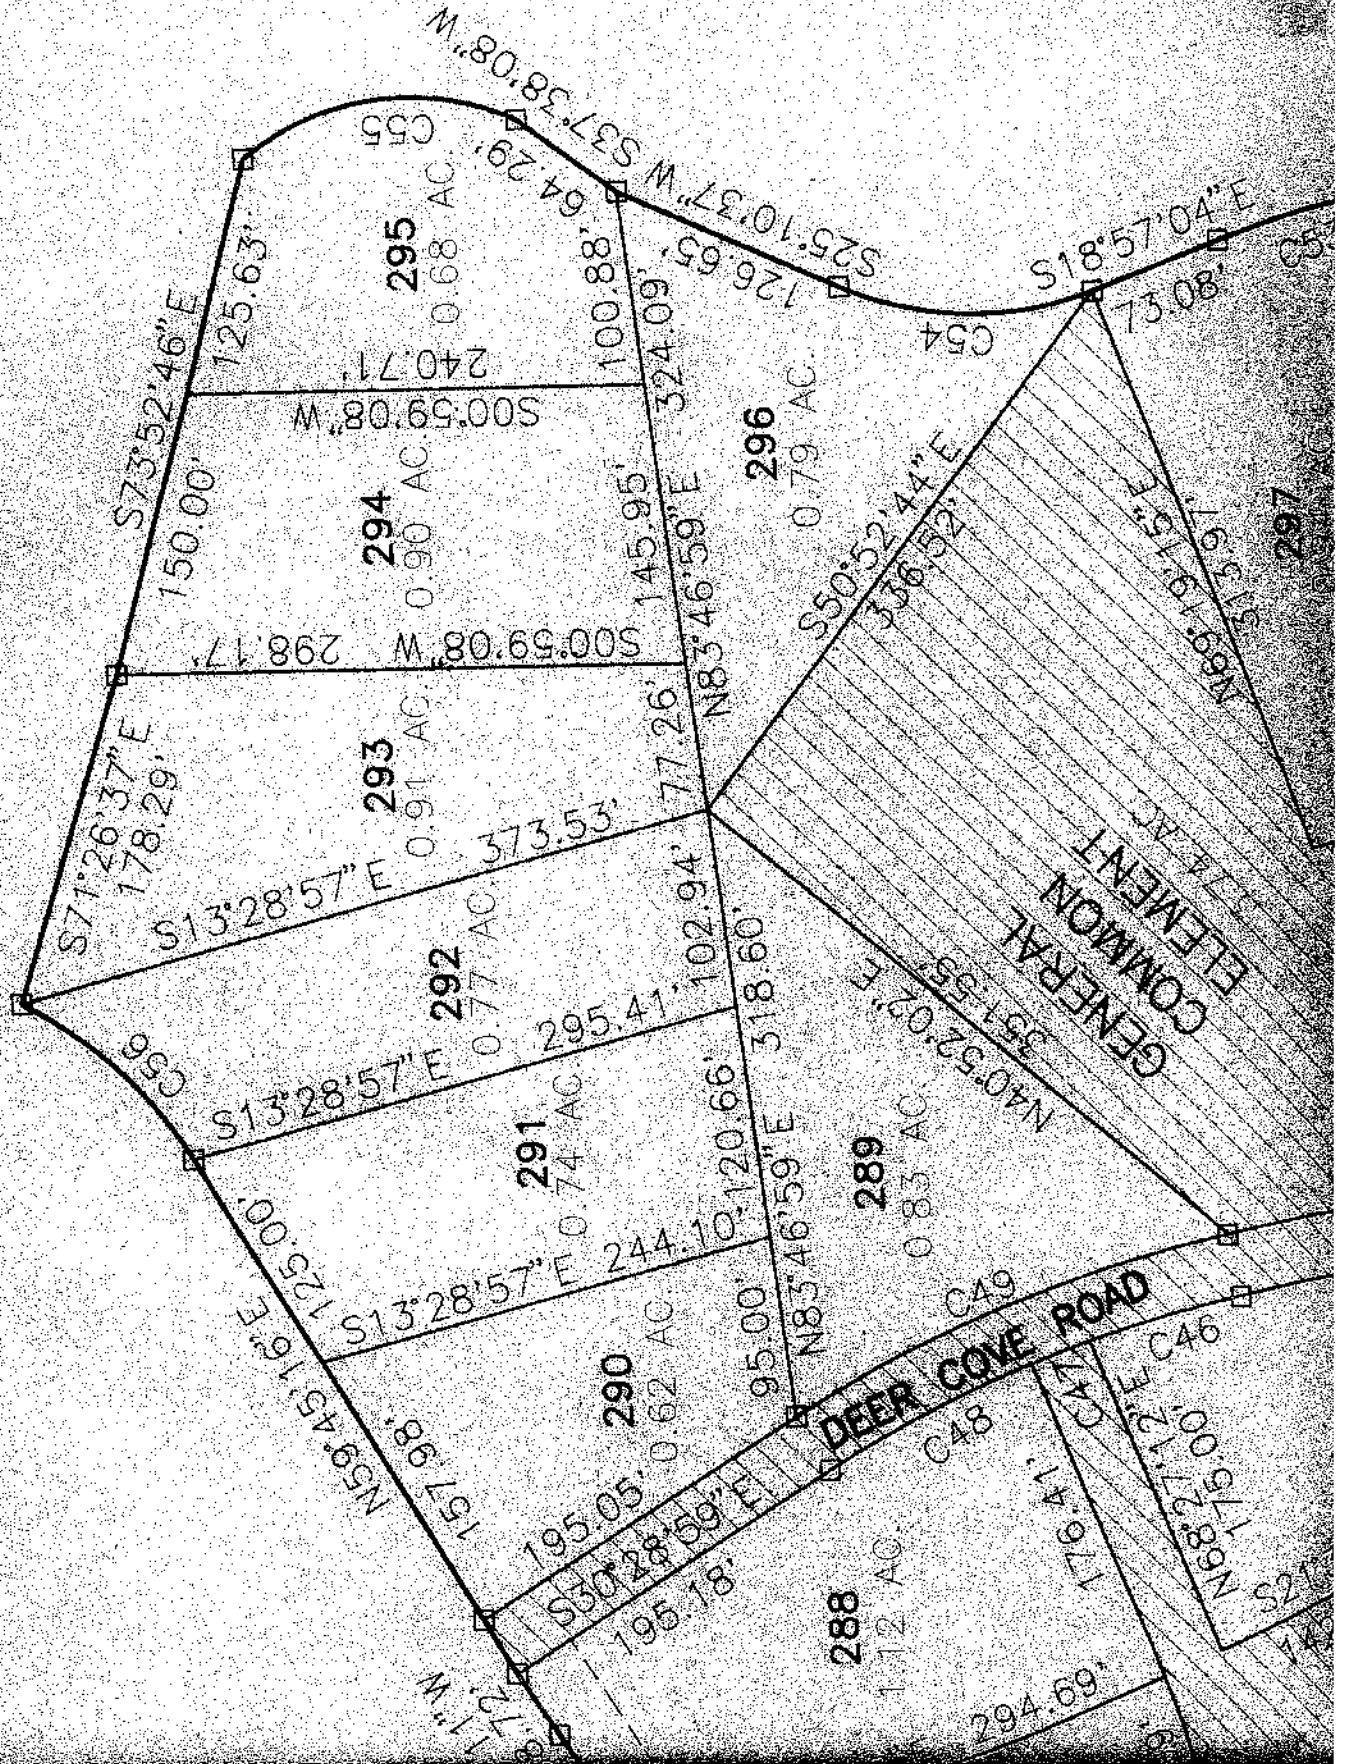 S37°38'08" W
64.29'
C55
295
0.68 AC.
125.63'
S73°52'46" E
150.00'
240.71'
S00°59'08" W
100.88'
324.09'
S25°10'37" W
126.65'
C54
S18°57'04" E
73.08'
296
0.79 AC.
294
0.90 AC.
145.95'
N83°46'59" E
S50°52'44" E
336.52'
N69°19'15" E
313.97'
297
298.17'
S00°59'08" W
77.26'
293
0.91 AC.
S71°26'37" E
178.29'
S13°28'57" E
373.53'
GENERAL
COMMON
ELEMENT
292
0.77 AC.
102.94'
318.60'
N40°52'02" E
351.55'
C56
S13°28'57" E
295.41'
291
0.74 AC.
120.66'
N83°46'59" E
289
0.83 AC.
N59°45'16" E
125.00'
S13°28'57" E
244.10'
95.00'
290
0.62 AC.
157.98'
195.05'
S30°28'59" E
195.18'
C49
DEER COVE ROAD
C46
C47
C48
288
1.12 AC.
176.41'
N68°27'12" E
175.00'
294.69'